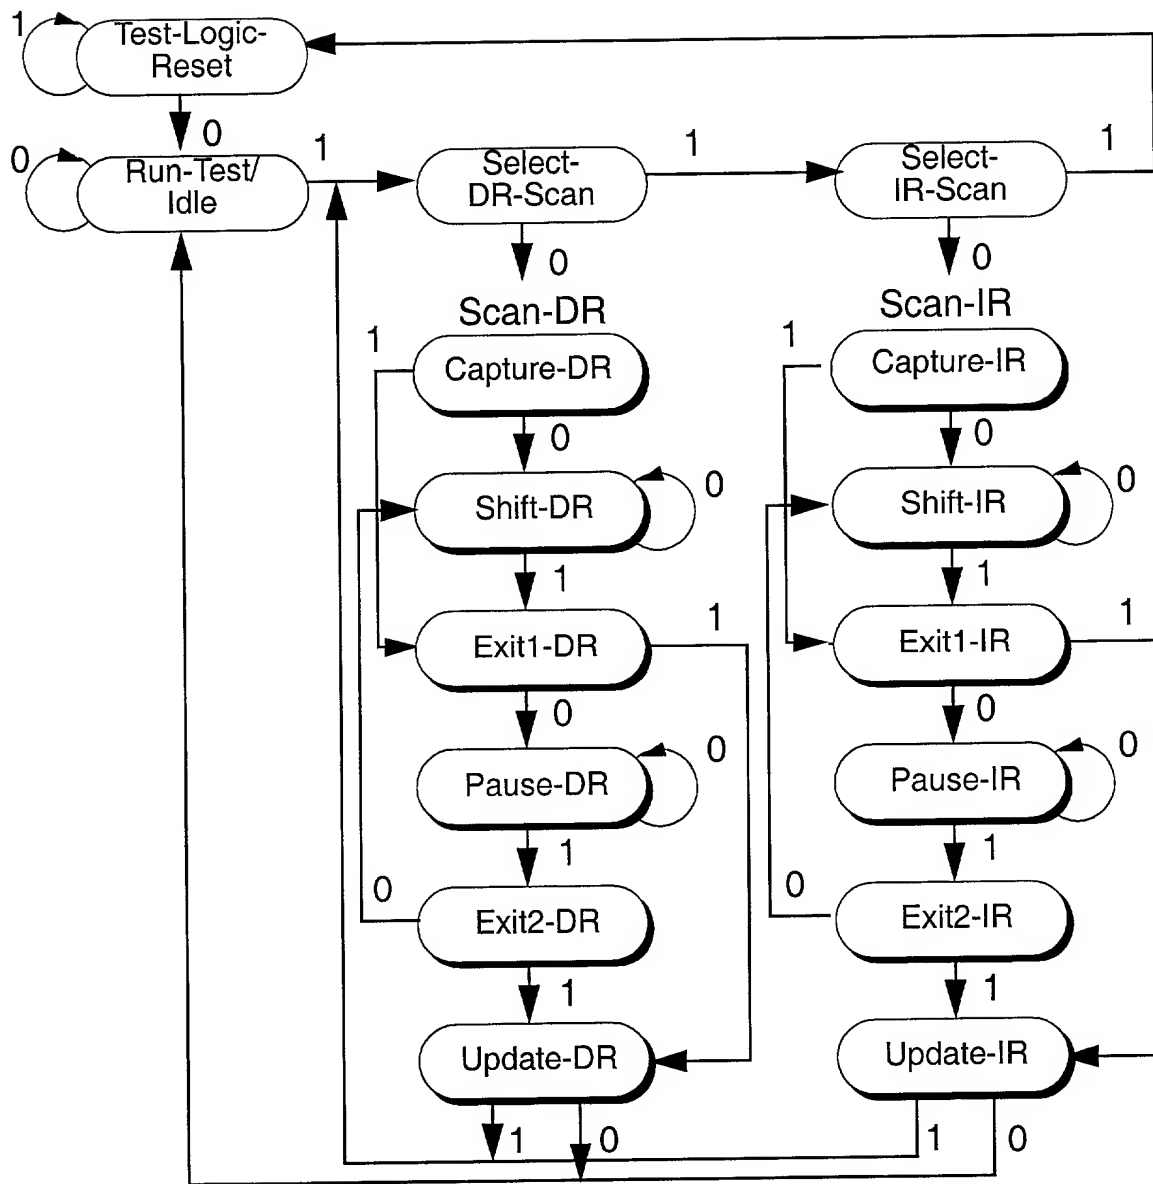 1
Test-Logic-
Reset
0
0
Run-Test/
Idle
1
Select-
DR-Scan
1
Select-
IR-Scan
1
0
0
Scan-DR
Scan-IR
1
Capture-DR
1
Capture-IR
0
0
Shift-DR
0
Shift-IR
0
1
1
Exit1-DR
1
Exit1-IR
1
0
0
Pause-DR
0
Pause-IR
0
1
1
0
Exit2-DR
0
Exit2-IR
1
1
Update-DR
Update-IR
1
0
1
0